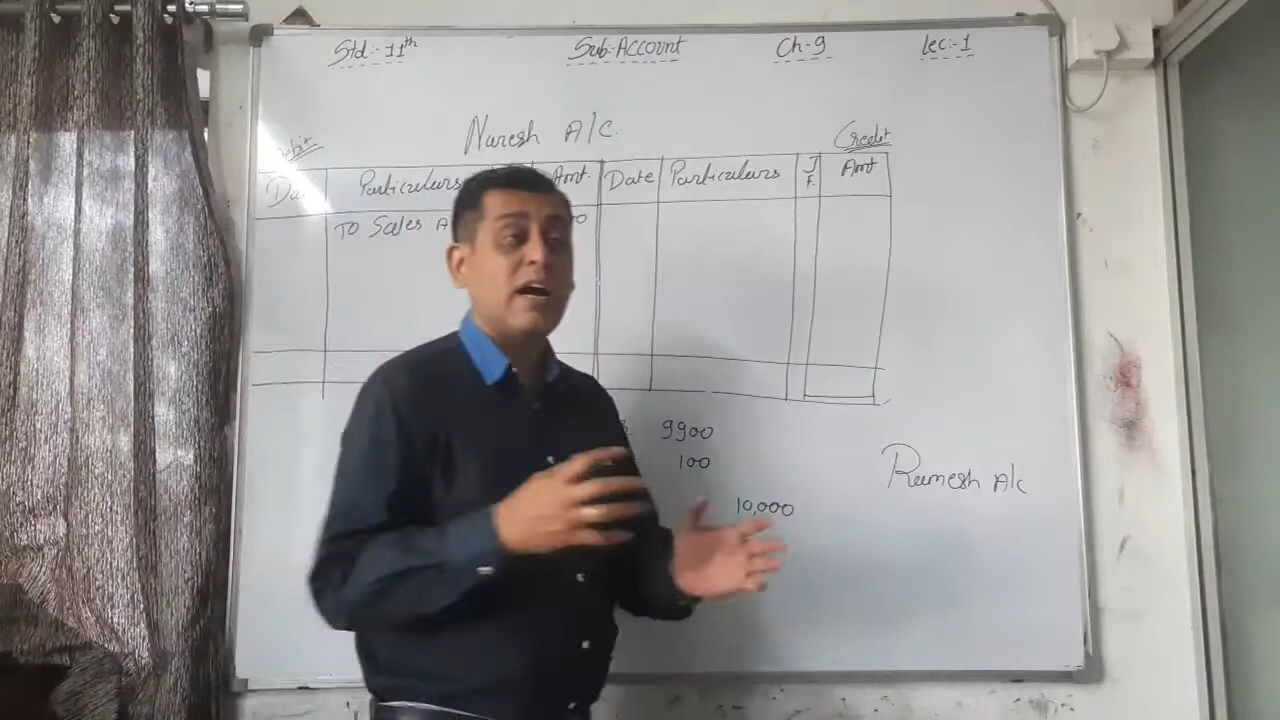 Std:- 11th Sub:-Account Ch-9 Lec:-1
Naresh A/C.
Credit
Particulars Amt. Date Particulars J F. Amt
To Sales A
9900
100
10,000
Ramesh A/c